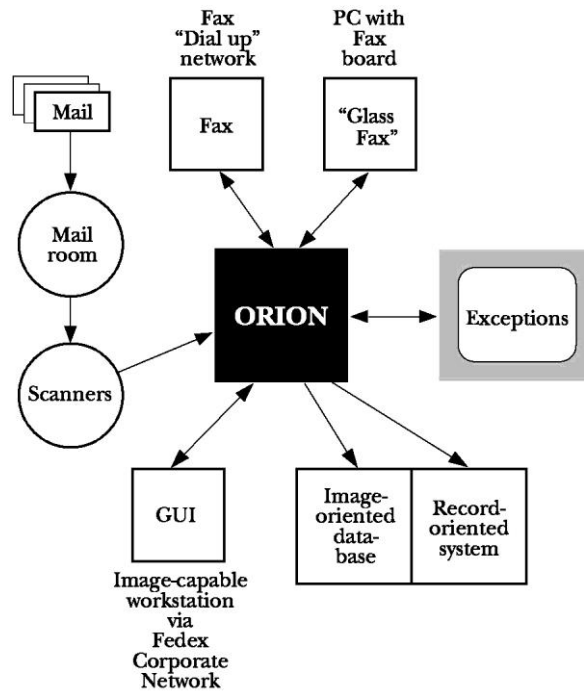 Fax
“Dial up”
network
PC with
Fax
board
Mail
Fax
“Glass
Fax”
Mail
room
ORION
Exceptions
Scanners
GUI
Image-
oriented
data-
base
Record-
oriented
system
Image-capable
workstation
via
Fedex
Corporate
Network